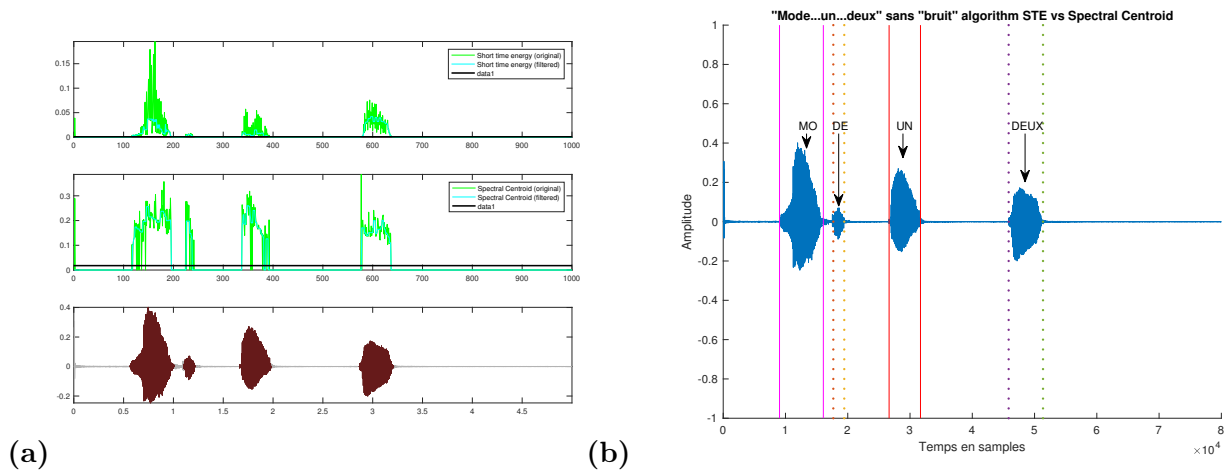 0.15
0.1
0.05
0
0 100 200 300 400 500 600 700 800 900 1000
Short time energy (original)
Short time energy (filtered)
data1
0.3
0.2
0.1
0
0 100 200 300 400 500 600 700 800 900 1000
Spectral Centroid (original)
Spectral Centroid (filtered)
data1
0.4
0.2
0
-0.2
0 0.5 1 1.5 2 2.5 3 3.5 4 4.5
(a)
"Mode...un...deux" sans "bruit" algorithm STE vs Spectral Centroid
1
0.8
0.6
0.4
0.2
0
-0.2
-0.4
-0.6
-0.8
-1
Amplitude
MO DE UN DEUX
0 1 2 3 4 5 6 7 8
Temps en samples
×10⁴
(b)